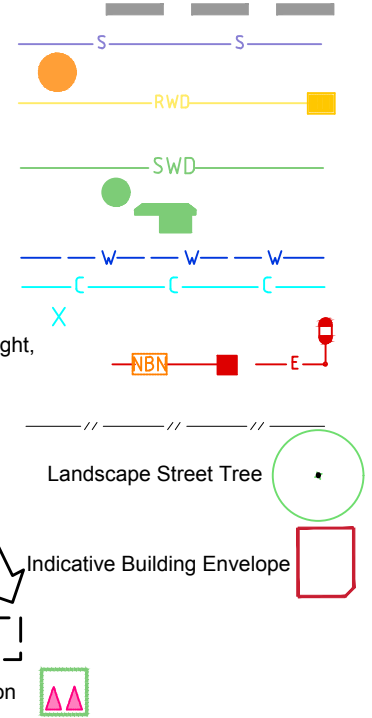 S S
RWD
SWD
W W W
C C C
X
ght,
NBN E
// // //
Landscape Street Tree
Indicative Building Envelope
on